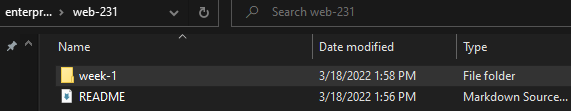 enterpr... > web-231
Search web-231
Name Date modified Type
week-1 3/18/2022 1:58 PM File folder
README 3/18/2022 1:56 PM Markdown Source...